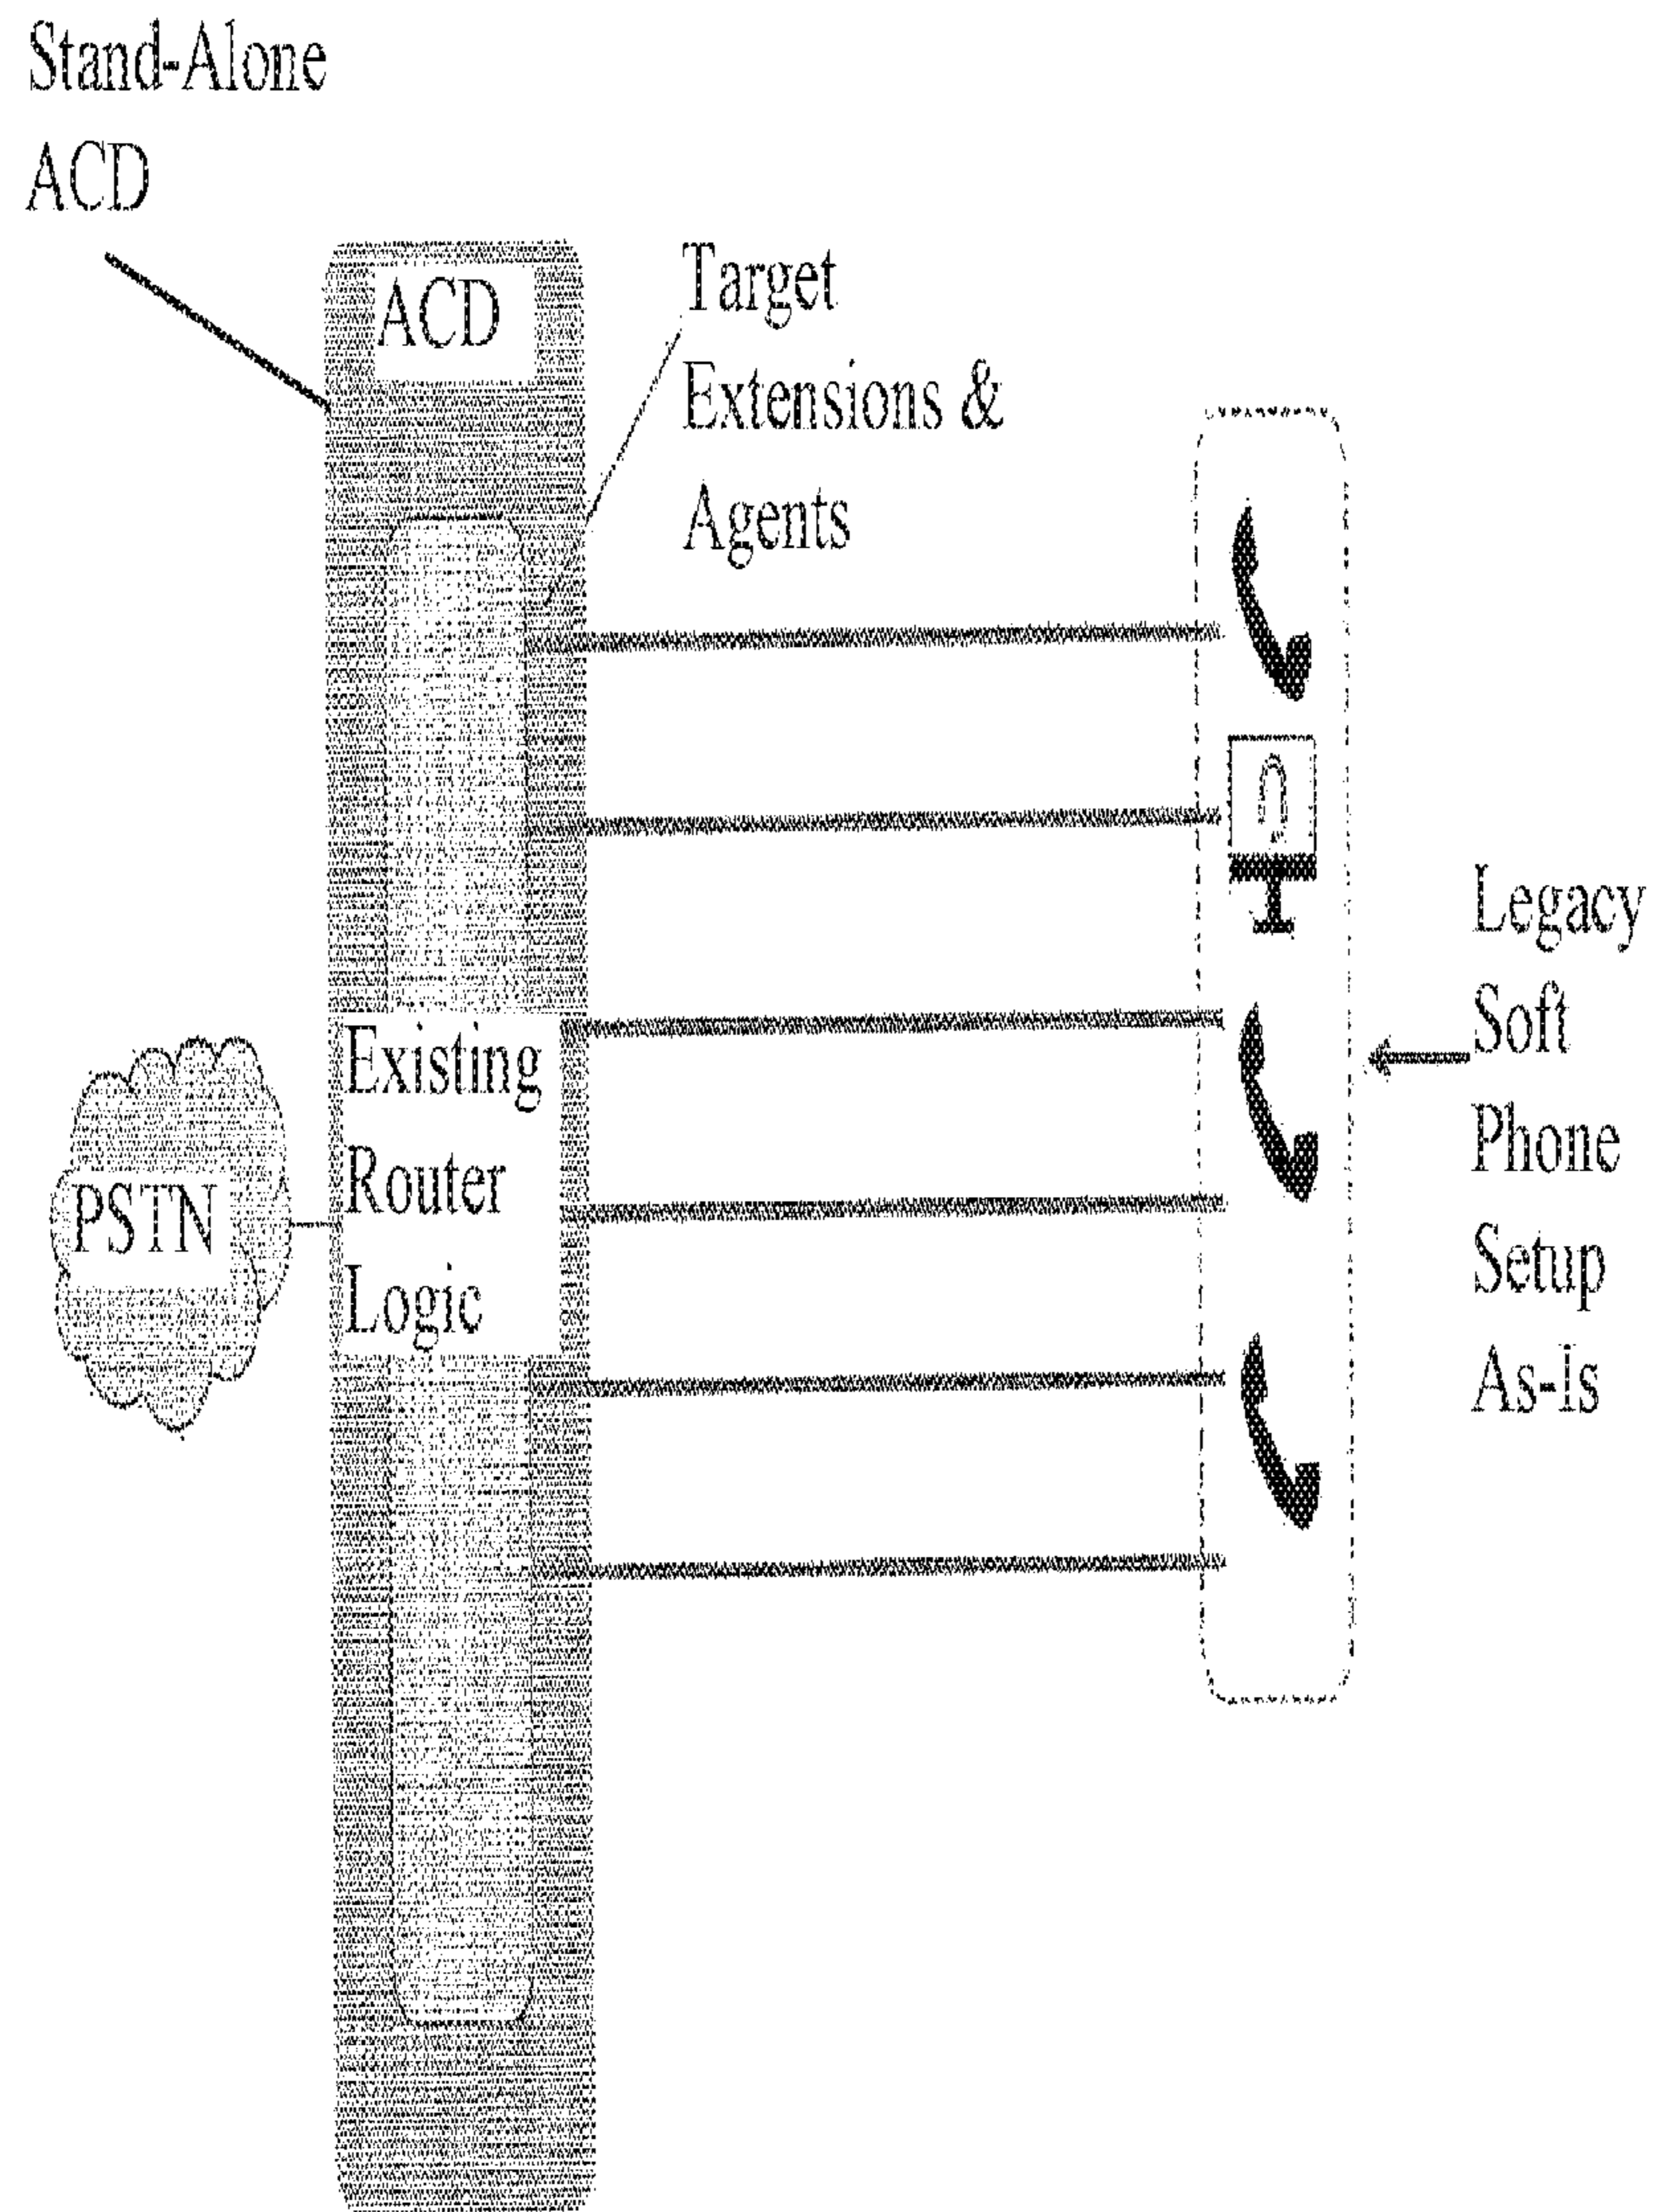 Stand-Alone
ACD
ACD
Target
Extensions &
Agents
Existing
Router
Logic
PSTN
Legacy
Soft
Phone
Setup
As-Is